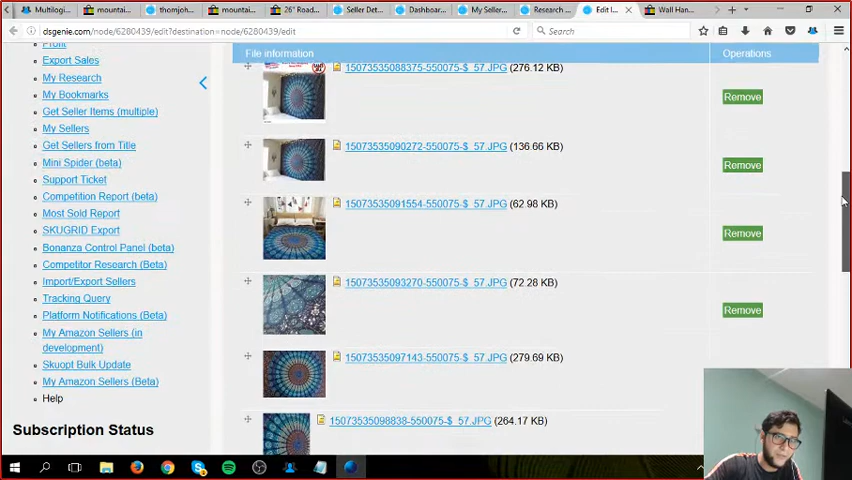 Multilogi...
mountai...
thomjoh...
mountai...
26" Road...
Seller Det...
Dashboar...
My Seller...
Research ...
Edit I...
Wall Han...
dsgenie.com/node/6280439/edit?destination=node/6280439/edit
Search
Profit
Export Sales
My Research
My Bookmarks
Get Seller Items (multiple)
My Sellers
Get Sellers from Title
Mini Spider (beta)
Support Ticket
Competition Report (beta)
Most Sold Report
SKUGRID Export
Bonanza Control Panel (beta)
Competitor Research (Beta)
Import/Export Sellers
Tracking Query
Platform Notifications (Beta)
My Amazon Sellers (in
development)
Skuopt Bulk Update
My Amazon Sellers (Beta)
Help
Subscription Status
File information
Operations
15073535088375-550075-$_57.JPG (276.12 KB)
Remove
15073535090272-550075-$_57.JPG (136.66 KB)
Remove
15073535091554-550075-$_57.JPG (62.98 KB)
Remove
15073535093270-550075-$_57.JPG (72.28 KB)
Remove
15073535097143-550075-$_57.JPG (279.69 KB)
15073535098838-550075-$_57.JPG (264.17 KB)